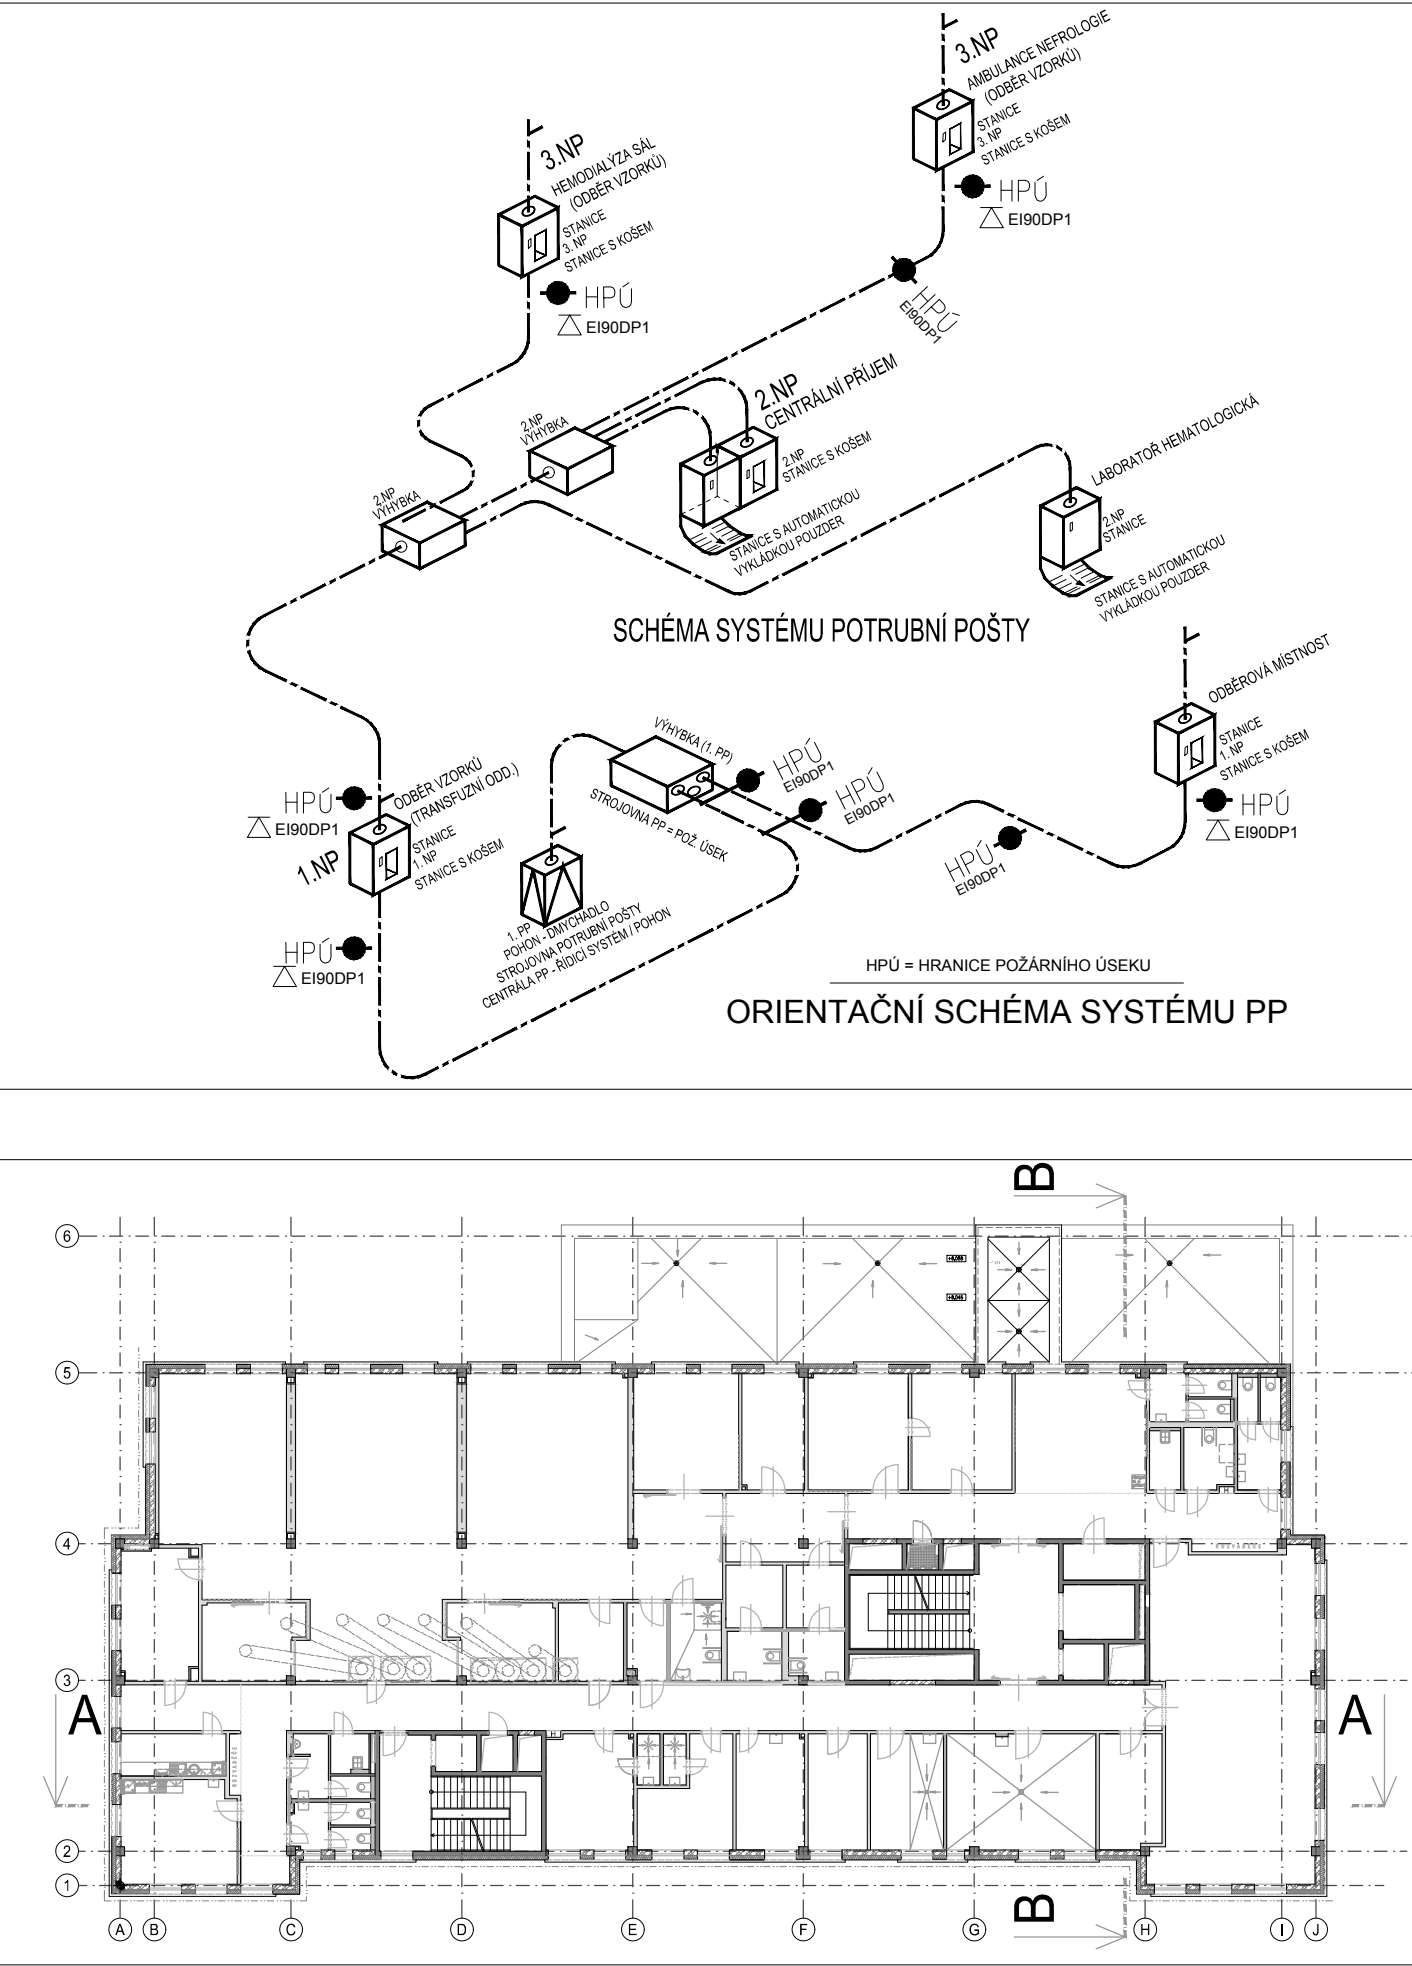 3.NP
AMBULANCE NEFROLOGIE
(ODBĚR VZORKŮ)
STANICE
3. NP
STANICE S KOŠEM
HPÚ
EI90DP1
3.NP
HEMODIALÝZA SÁL
(ODBĚR VZORKŮ)
STANICE
3. NP
STANICE S KOŠEM
HPÚ
EI90DP1
HPÚ
EI90DP1
2.NP
CENTRÁLNÍ PŘÍJEM
2.NP
STANICE S KOŠEM
STANICE S AUTOMATICKOU
VYKLÁDKOU POUZDER
2.NP
VÝHYBKA
2.NP
VÝHYBKA
LABORATOŘ HEMATOLOGICKÁ
2.NP
STANICE
STANICE S AUTOMATICKOU
VYKLÁDKOU POUZDER
SCHÉMA SYSTÉMU POTRUBNÍ POŠTY
ODBĚROVÁ MÍSTNOST
STANICE
1. NP
STANICE S KOŠEM
HPÚ
EI90DP1
VÝHYBKA (1. PP)
HPÚ
EI90DP1
HPÚ
EI90DP1
STROJOVNA PP = POŽ. ÚSEK
HPÚ
EI90DP1
HPÚ
EI90DP1
ODBĚR VZORKŮ
(TRANSFUZNÍ ODD.)
1.NP
STANICE
1. NP
STANICE S KOŠEM
HPÚ
EI90DP1
1. PP
POHON - DMYCHADLO
STROJOVNA POTRUBNÍ POŠTY
CENTRÁLA PP - ŘÍDICÍ SYSTÉM / POHON
HPÚ = HRANICE POŽÁRNÍHO ÚSEKU
ORIENTAČNÍ SCHÉMA SYSTÉMU PP
B
6
5
4
3
A
A
ROZVADĚČE
ROZVADĚČE
2
1
B
A B C D E F G H I J